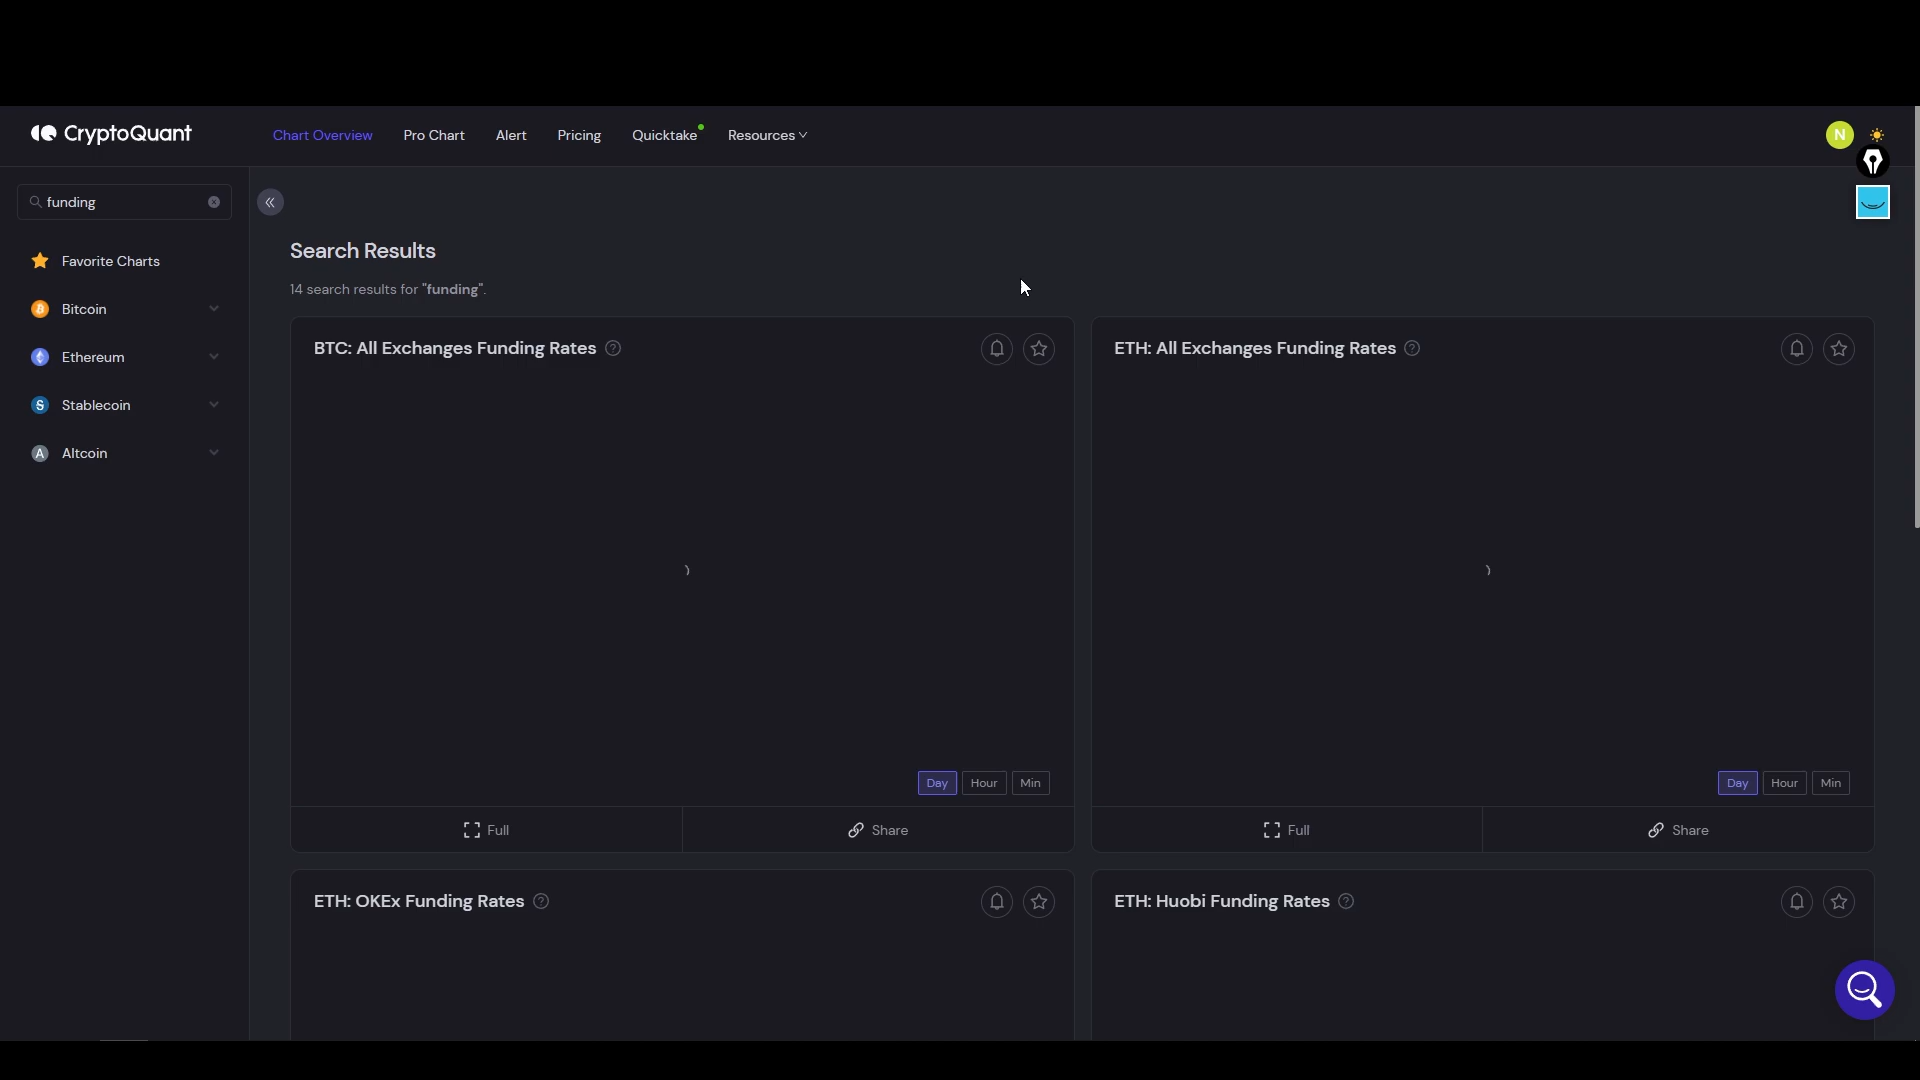 CryptoQuant
Chart Overview Pro Chart Alert Pricing Quicktake Resources
N
funding
Favorite Charts
Bitcoin
Ethereum
Stablecoin
Altcoin
Search Results
14 search results for "funding".
BTC: All Exchanges Funding Rates
Day Hour Min
Full Share
ETH: All Exchanges Funding Rates
Day Hour Min
Full Share
ETH: OKEx Funding Rates
ETH: Huobi Funding Rates